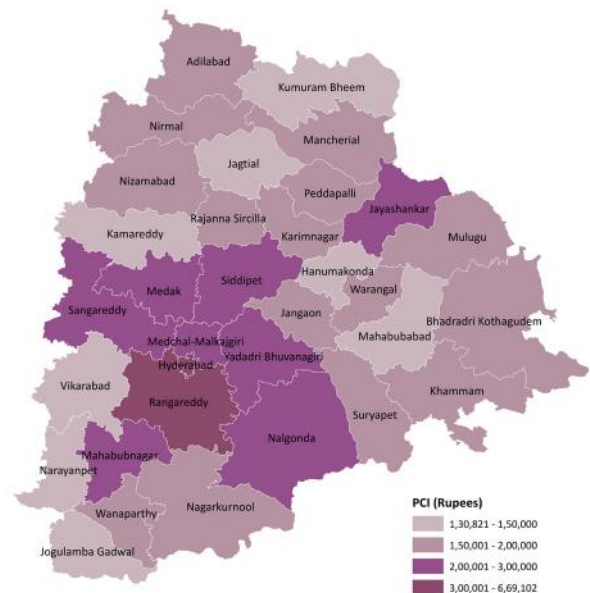 Adilabad
Kumuram Bheem
Nirmal
Mancherial
Jagtial
Nizamabad
Peddapalli
Jayashankar
Rajanna Sircilla
Kamareddy
Karimnagar
Mulugu
Hanumakonda
Siddipet
Medak
Warangal
Sangareddy
Jangaon
Bhadradri Kothagudem
Mahabubabad
Medchal-Malkajgiri
Yadadri Bhuvanagiri
Hyderabad
Vikarabad
Khammam
Rangareddy
Suryapet
Nalgonda
Mahabubnagar
Narayanpet
Nagarkurnool
Wanaparthy
Jogulamba Gadwal
PCI (Rupees)
1,30,821 - 1,50,000
1,50,001 - 2,00,000
2,00,001 - 3,00,000
3,00,001 - 6,69,102